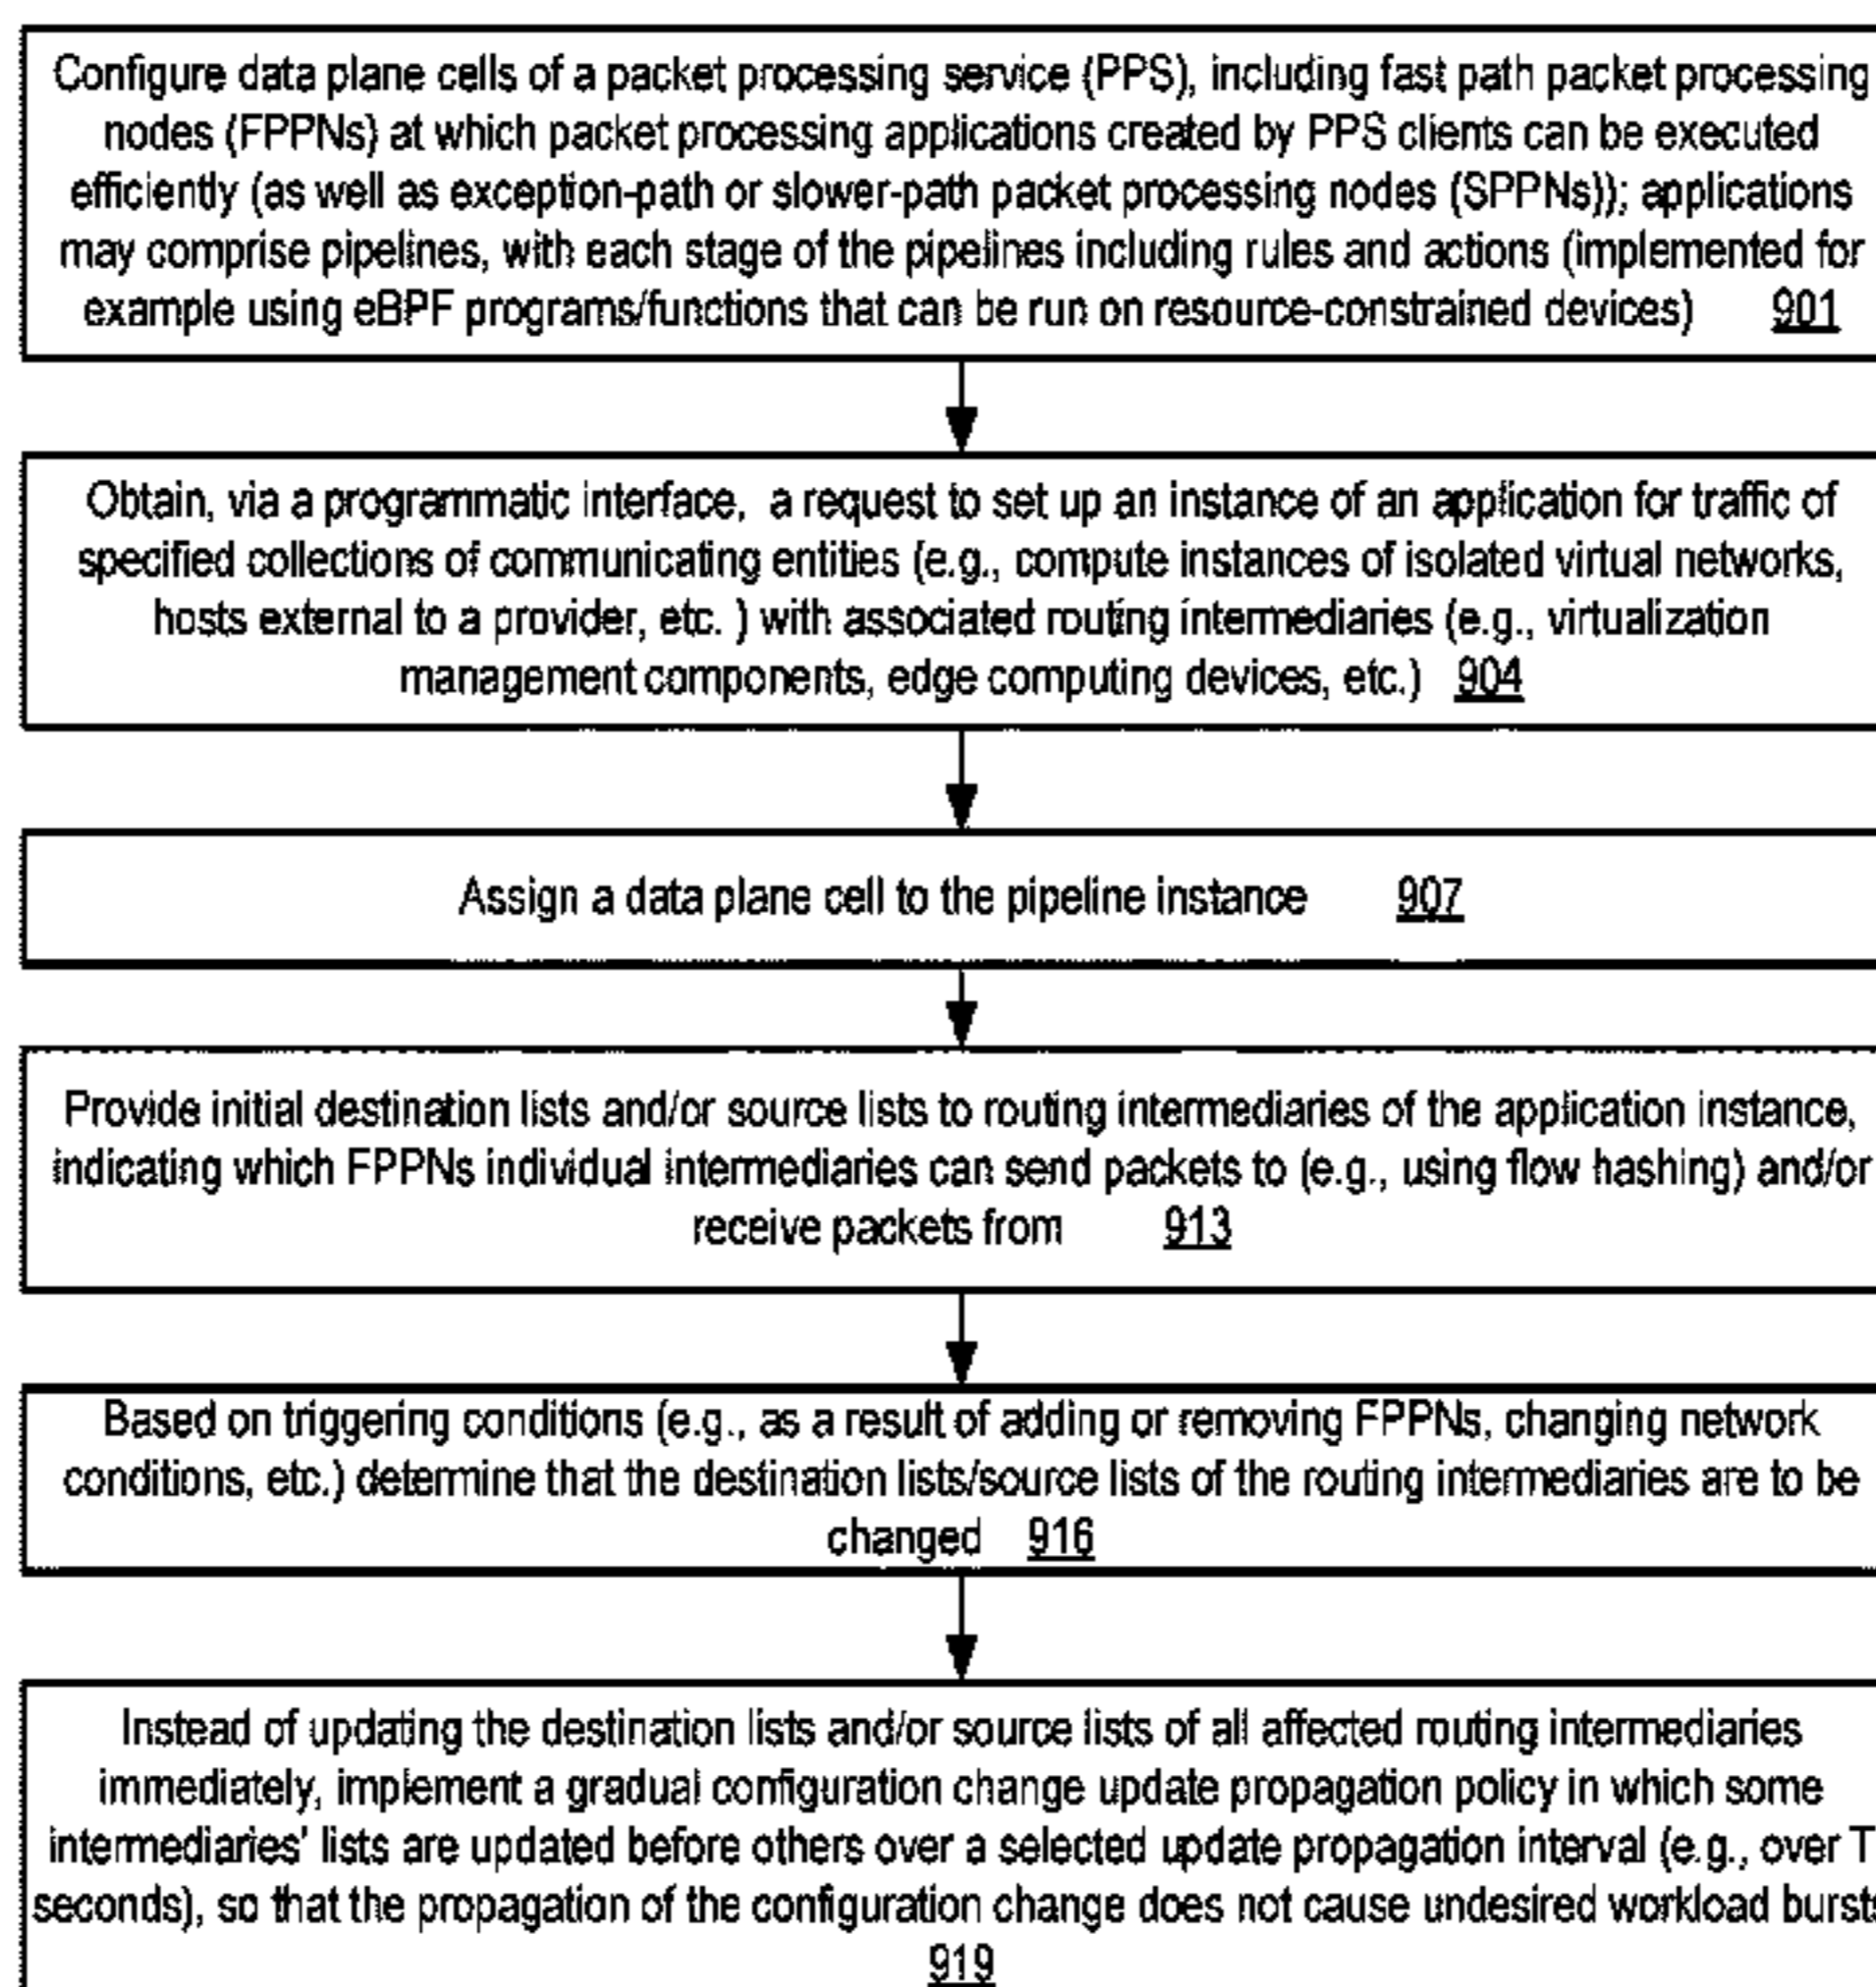 Configure data plane cells of a packet processing service (PPS), including fast path packet processing
nodes (FPPNs) at which packet processing applications created by PPS clients can be executed
efficiently (as well as exception-path or slower-path packet processing nodes (SPPNs)); applications
may comprise pipelines, with each stage of the pipelines including rules and actions (implemented for
example using eBPF programs/functions that can be run on resource-constrained devices) 901
Obtain, via a programmatic interface, a request to set up an instance of an application for traffic of
specified collections of communicating entities (e.g., compute instances of isolated virtual networks,
hosts external to a provider, etc. ) with associated routing intermediaries (e.g., virtualization
management components, edge computing devices, etc.) 904
Assign a data plane cell to the pipeline instance 907
Provide initial destination lists and/or source lists to routing intermediaries of the application instance,
indicating which FPPNs individual intermediaries can send packets to (e.g., using flow hashing) and/or
receive packets from 913
Based on triggering conditions (e.g., as a result of adding or removing FPPNs, changing network
conditions, etc.) determine that the destination lists/source lists of the routing intermediaries are to be
changed 916
Instead of updating the destination lists and/or source lists of all affected routing intermediaries
immediately, implement a gradual configuration change update propagation policy in which some
intermediaries' lists are updated before others over a selected update propagation interval (e.g., over T
seconds), so that the propagation of the configuration change does not cause undesired workload bursts
919